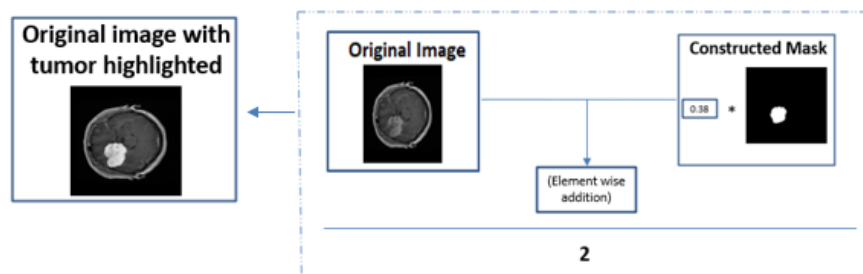 Original image with
tumor highlighted
Original Image
Constructed Mask
0.38 *
(Element wise
addition)
2